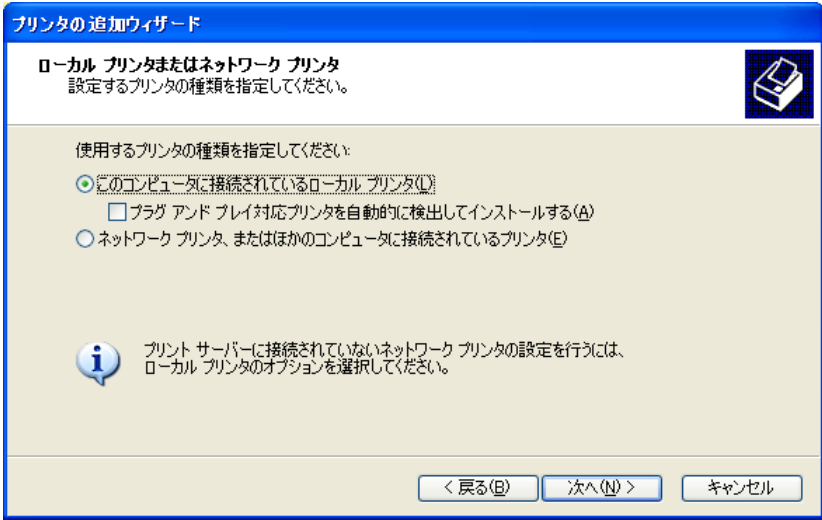 プリンタの追加ウィザード
ローカル プリンタまたはネットワーク プリンタ
設定するプリンタの種類を指定してください。
使用するプリンタの種類を指定してください:
このコンピュータに接続されているローカル プリンタ(L)
プラグ アンド プレイ対応プリンタを自動的に検出してインストールする(A)
ネットワーク プリンタ、またはほかのコンピュータに接続されているプリンタ(E)
プリント サーバーに接続されていないネットワーク プリンタの設定を行うには、
ローカル プリンタのオプションを選択してください。
< 戻る(B) 次へ(N) > キャンセル